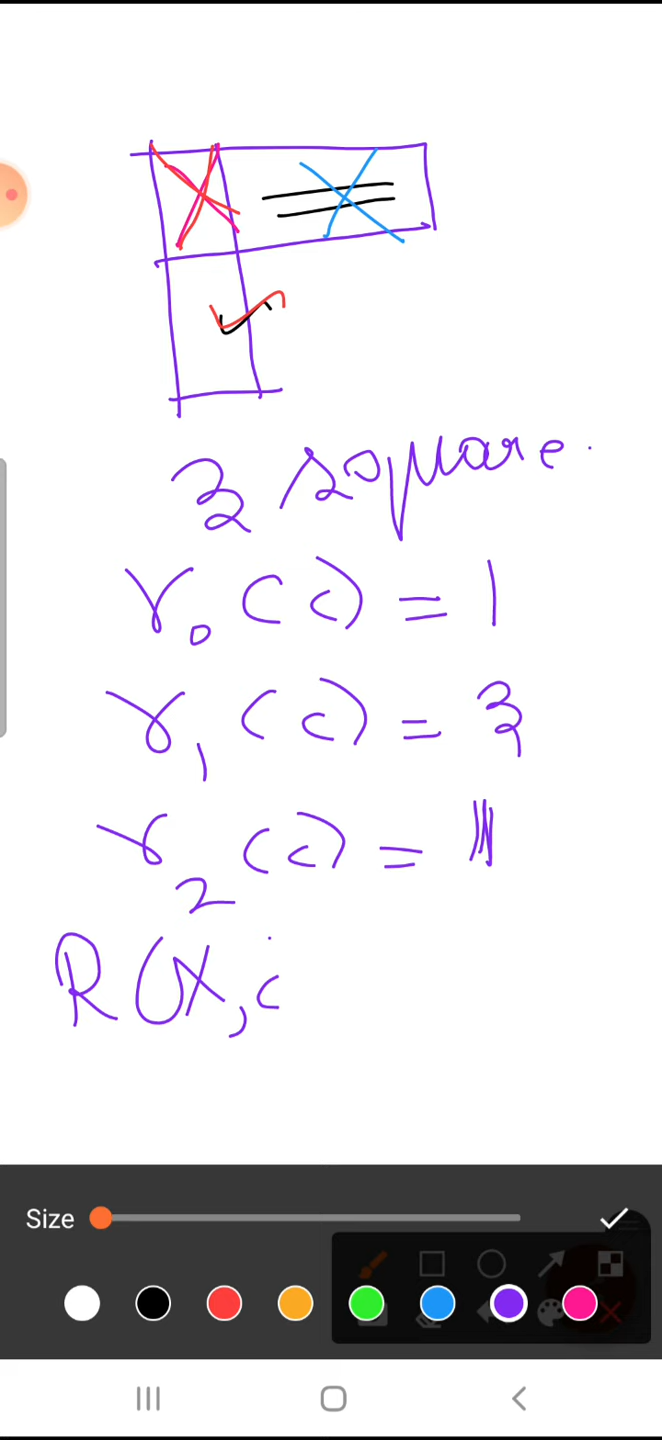 3 square.
r₀ (c) = 1
r₁ (c) = 3
r₂ (c) = 1
R(x, c
Size